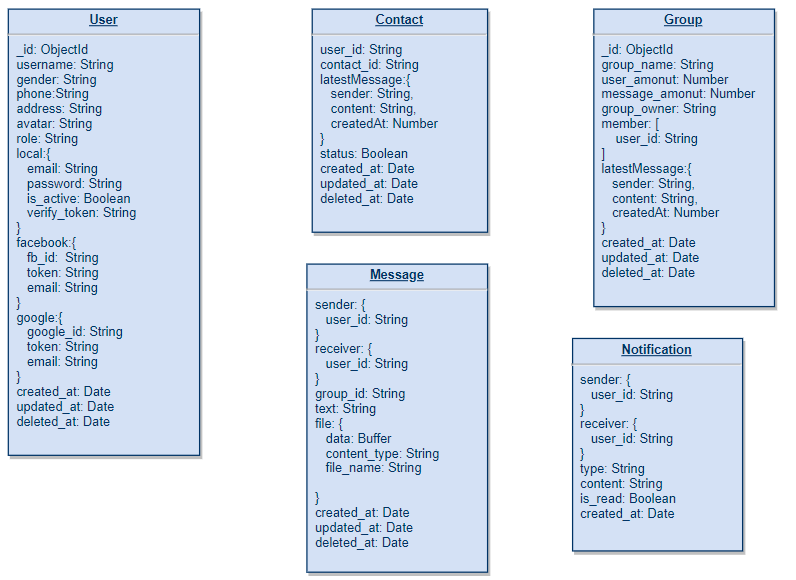 User
_id: ObjectId
username: String
gender: String
phone:String
address: String
avatar: String
role: String
local:{
email: String
password: String
is_active: Boolean
verify_token: String
}
facebook:{
fb_id:  String
token: String
email: String
}
google:{
google_id: String
token: String
email: String
}
created_at: Date
updated_at: Date
deleted_at: Date
Contact
user_id: String
contact_id: String
latestMessage:{
sender: String,
content: String,
createdAt: Number
}
status: Boolean
created_at: Date
updated_at: Date
deleted_at: Date
Message
sender: {
user_id: String
}
receiver: {
user_id: String
}
group_id: String
text: String
file: {
data: Buffer
content_type: String
file_name: String
}
created_at: Date
updated_at: Date
deleted_at: Date
Group
_id: ObjectId
group_name: String
user_amonut: Number
message_amonut: Number
group_owner: String
member: [
user_id: String
]
latestMessage:{
sender: String,
content: String,
createdAt: Number
}
created_at: Date
updated_at: Date
deleted_at: Date
Notification
sender: {
user_id: String
}
receiver: {
user_id: String
}
type: String
content: String
is_read: Boolean
created_at: Date